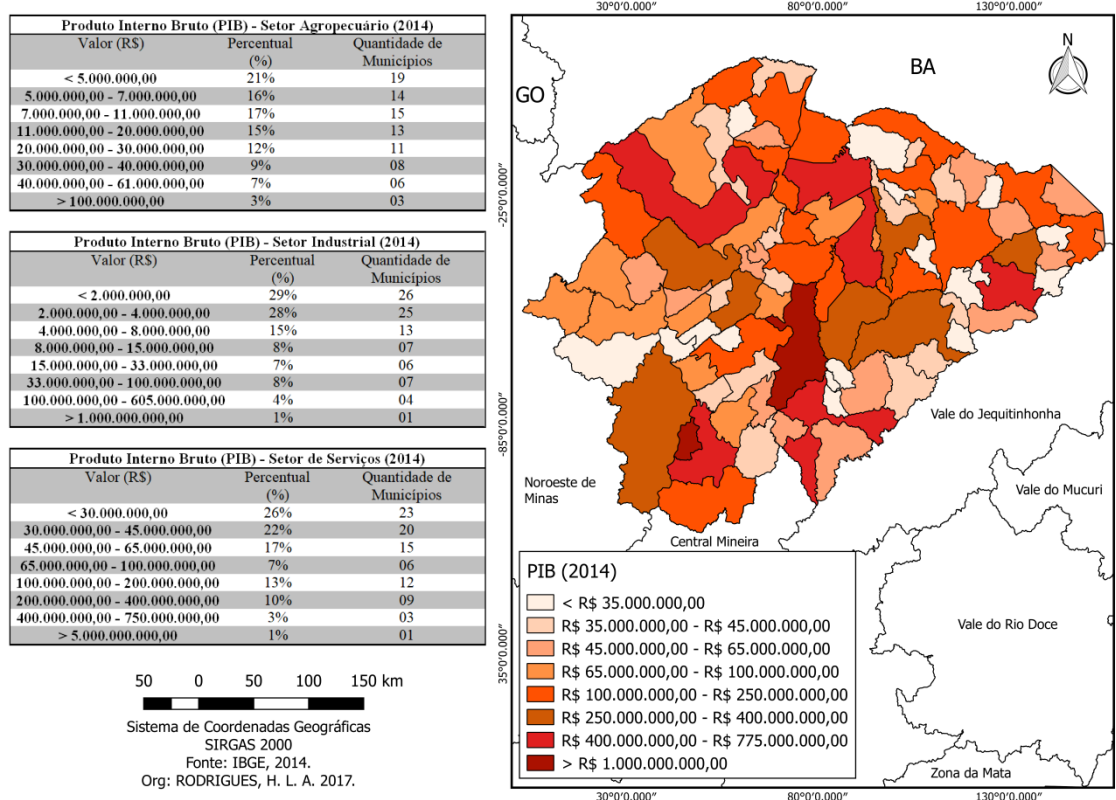 Produto Interno Bruto (PIB) - Setor Agropecuário (2014)
Valor (R$) Percentual (%) Quantidade de Municípios
< 5.000.000,00 21% 19
5.000.000,00 - 7.000.000,00 16% 14
7.000.000,00 - 11.000.000,00 17% 15
11.000.000,00 - 20.000.000,00 15% 13
20.000.000,00 - 30.000.000,00 12% 11
30.000.000,00 - 40.000.000,00 9% 08
40.000.000,00 - 61.000.000,00 7% 06
> 100.000.000,00 3% 03
Produto Interno Bruto (PIB) - Setor Industrial (2014)
Valor (R$) Percentual (%) Quantidade de Municípios
< 2.000.000,00 29% 26
2.000.000,00 - 4.000.000,00 28% 25
4.000.000,00 - 8.000.000,00 15% 13
8.000.000,00 - 15.000.000,00 8% 07
15.000.000,00 - 33.000.000,00 7% 06
33.000.000,00 - 100.000.000,00 8% 07
100.000.000,00 - 605.000.000,00 4% 04
> 1.000.000.000,00 1% 01
Produto Interno Bruto (PIB) - Setor de Serviços (2014)
Valor (R$) Percentual (%) Quantidade de Municípios
< 30.000.000,00 26% 23
30.000.000,00 - 45.000.000,00 22% 20
45.000.000,00 - 65.000.000,00 17% 15
65.000.000,00 - 100.000.000,00 7% 06
100.000.000,00 - 200.000.000,00 13% 12
200.000.000,00 - 400.000.000,00 10% 09
400.000.000,00 - 750.000.000,00 3% 03
> 5.000.000.000,00 1% 01
50 0 50 100 150 km
Sistema de Coordenadas Geográficas
SIRGAS 2000
Fonte: IBGE, 2014.
Org: RODRIGUES, H. L. A. 2017.
30°0'0.000" 80°0'0.000" 130°0'0.000"
N
BA
GO
-25°0'0.000"
-85°0'0.000"
35°0'0.000"
Vale do Jequitinhonha
Noroeste de
Minas
Vale do Mucuri
Central Mineira
Vale do Rio Doce
Zona da Mata
PIB (2014)
< R$ 35.000.000,00
R$ 35.000.000,00 - R$ 45.000.000,00
R$ 45.000.000,00 - R$ 65.000.000,00
R$ 65.000.000,00 - R$ 100.000.000,00
R$ 100.000.000,00 - R$ 250.000.000,00
R$ 250.000.000,00 - R$ 400.000.000,00
R$ 400.000.000,00 - R$ 775.000.000,00
> R$ 1.000.000.000,00
30°0'0.000" 80°0'0.000" 130°0'0.000"